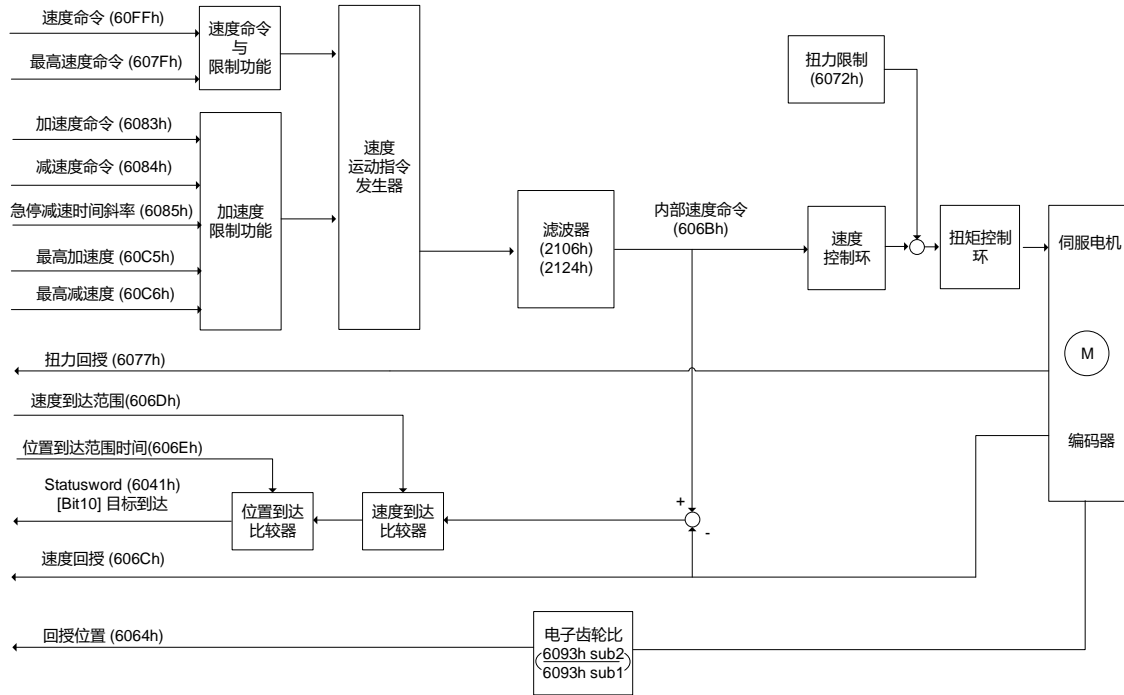 速度命令 (60FFh)
最高速度命令 (607Fh)
速度命令
与
限制功能
加速度命令 (6083h)
减速度命令 (6084h)
急停减速时间斜率 (6085h)
最高加速度 (60C5h)
最高减速度 (60C6h)
加速度
限制功能
速度
运动指令
发生器
滤波器
(2106h)
(2124h)
内部速度命令
(606Bh)
速度
控制环
扭力限制
(6072h)
扭矩控制
环
伺服电机
M
编码器
扭力回授 (6077h)
速度到达范围(606Dh)
位置到达范围时间(606Eh)
Statusword (6041h)
[Bit10] 目标到达
位置到达
比较器
速度到达
比较器
+
-
速度回授 (606Ch)
回授位置 (6064h)
电子齿轮比
(6093h sub2
6093h sub1)